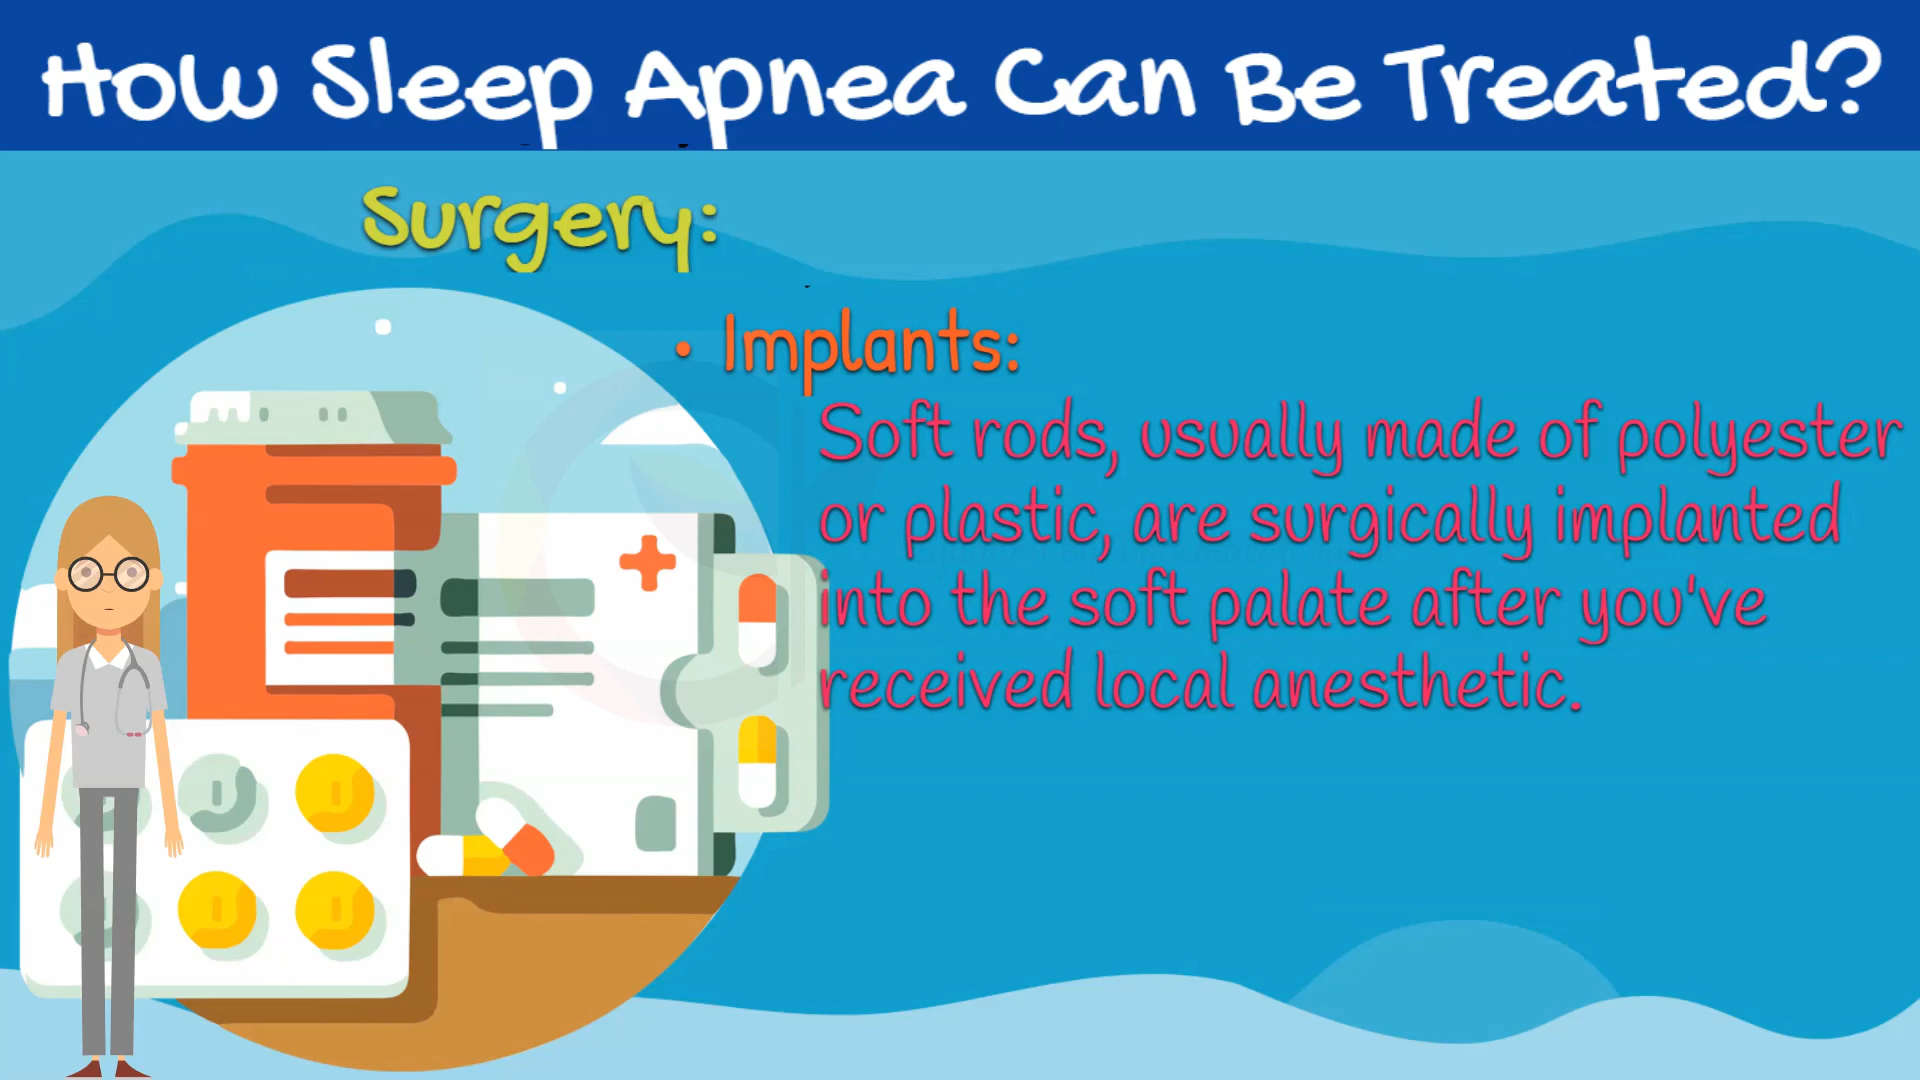 How Sleep Apnea Can Be Treated?
Surgery:
• Implants:
Soft rods, usually made of polyester
or plastic, are surgically implanted
into the soft palate after you've
received local anesthetic.